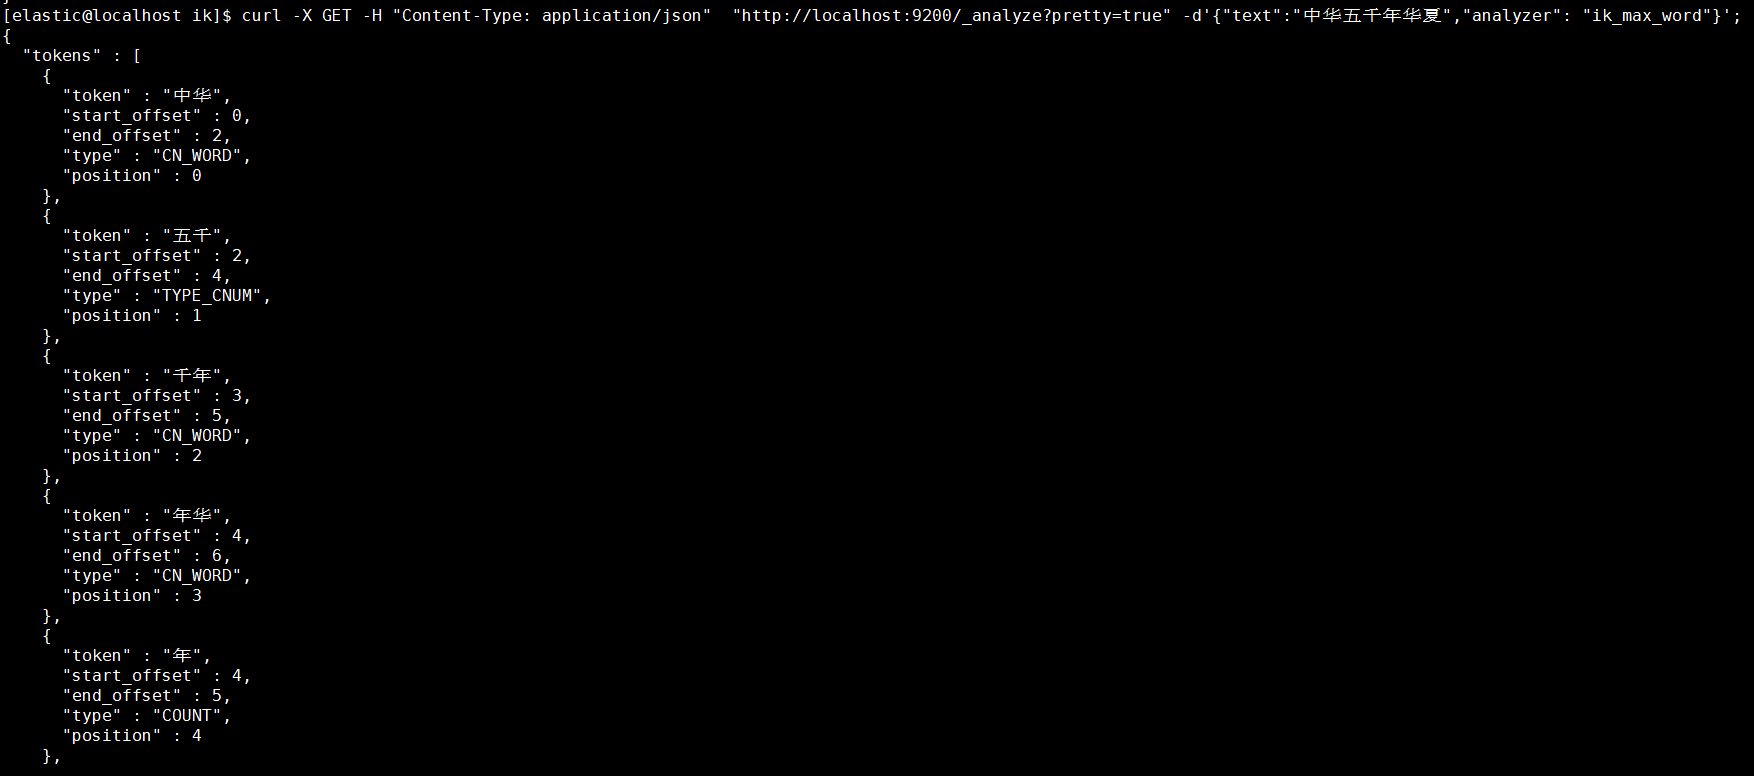 [elastic@localhost ik]$ curl -X GET -H "Content-Type: application/json"  "http://localhost:9200/_analyze?pretty=true" -d'{"text":"中华五千年华夏","analyzer": "ik_max_word"}';
{
  "tokens" : [
    {
      "token" : "中华",
      "start_offset" : 0,
      "end_offset" : 2,
      "type" : "CN_WORD",
      "position" : 0
    },
    {
      "token" : "五千",
      "start_offset" : 2,
      "end_offset" : 4,
      "type" : "TYPE_CNUM",
      "position" : 1
    },
    {
      "token" : "千年",
      "start_offset" : 3,
      "end_offset" : 5,
      "type" : "CN_WORD",
      "position" : 2
    },
    {
      "token" : "年华",
      "start_offset" : 4,
      "end_offset" : 6,
      "type" : "CN_WORD",
      "position" : 3
    },
    {
      "token" : "年",
      "start_offset" : 4,
      "end_offset" : 5,
      "type" : "COUNT",
      "position" : 4
    },